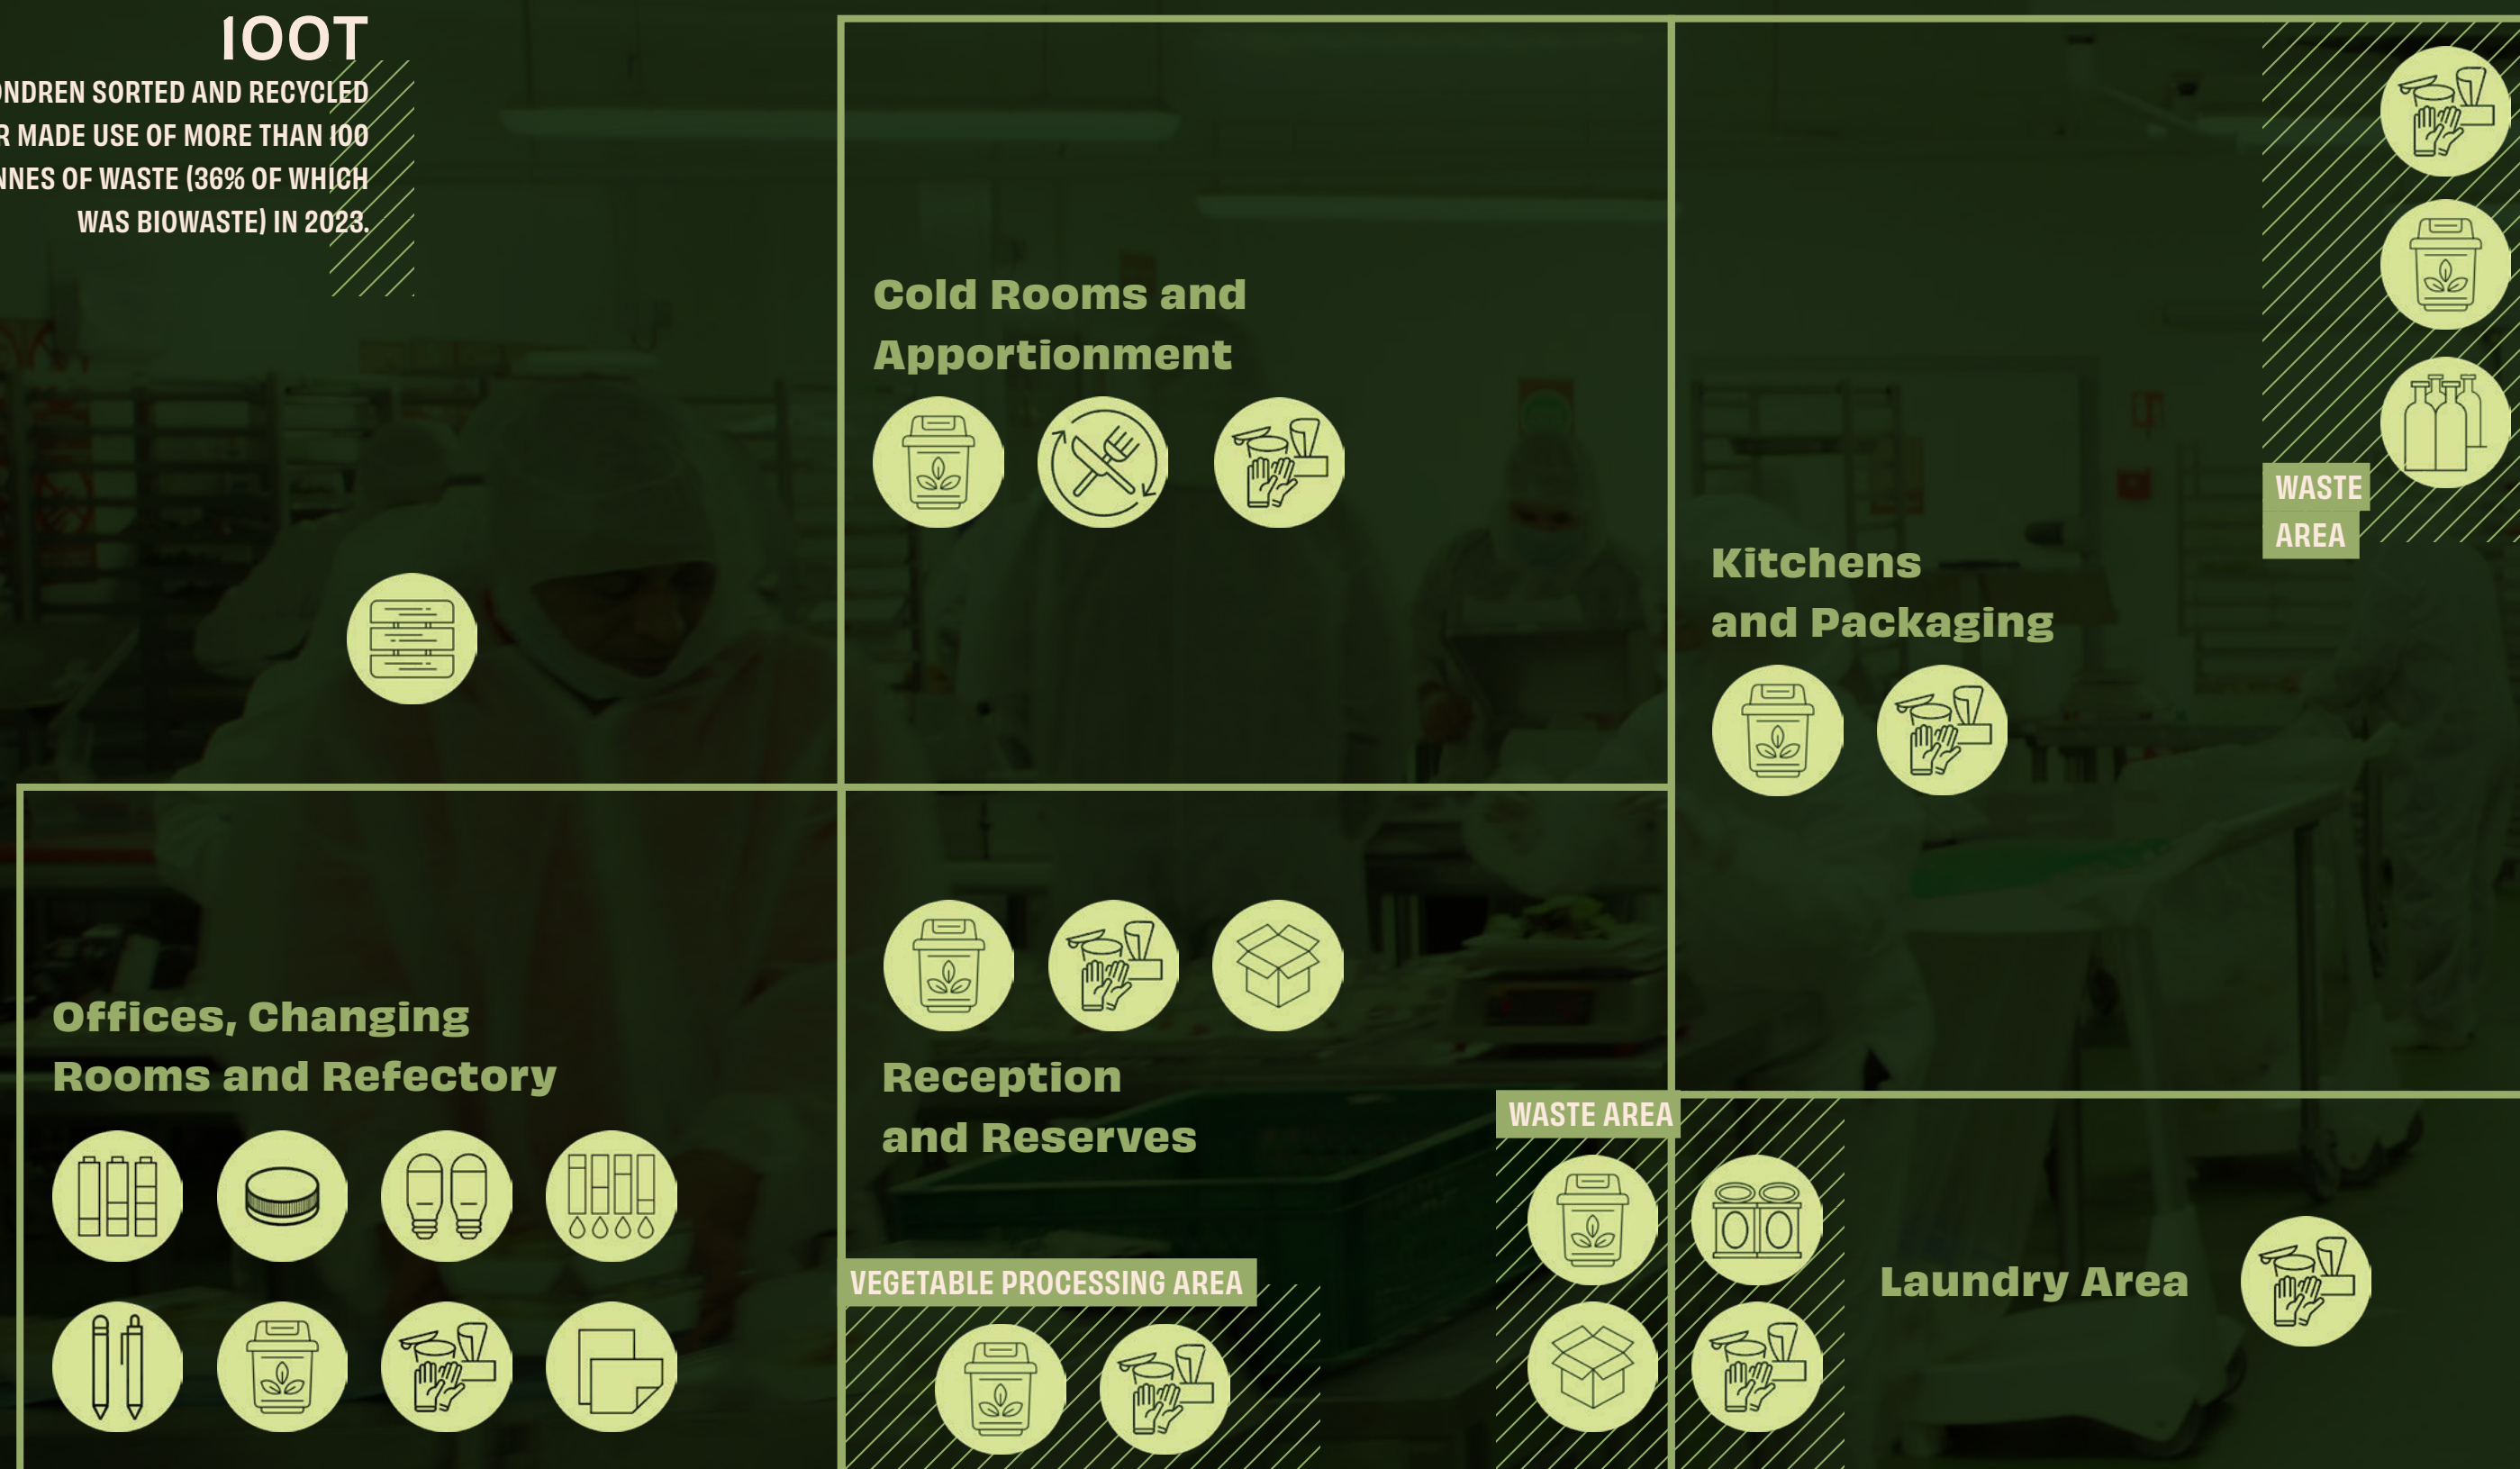 100T
SORTED AND RECYCLED
MADE USE OF MORE THAN 100
OF WASTE (36% OF WHICH
WAS BIOWASTE) IN 2023.
Cold Rooms and
Apportionment
WASTE
AREA
Kitchens
and Packaging
Offices, Changing
Rooms and Refectory
Reception
and Reserves
WASTE AREA
VEGETABLE PROCESSING AREA
Laundry Area